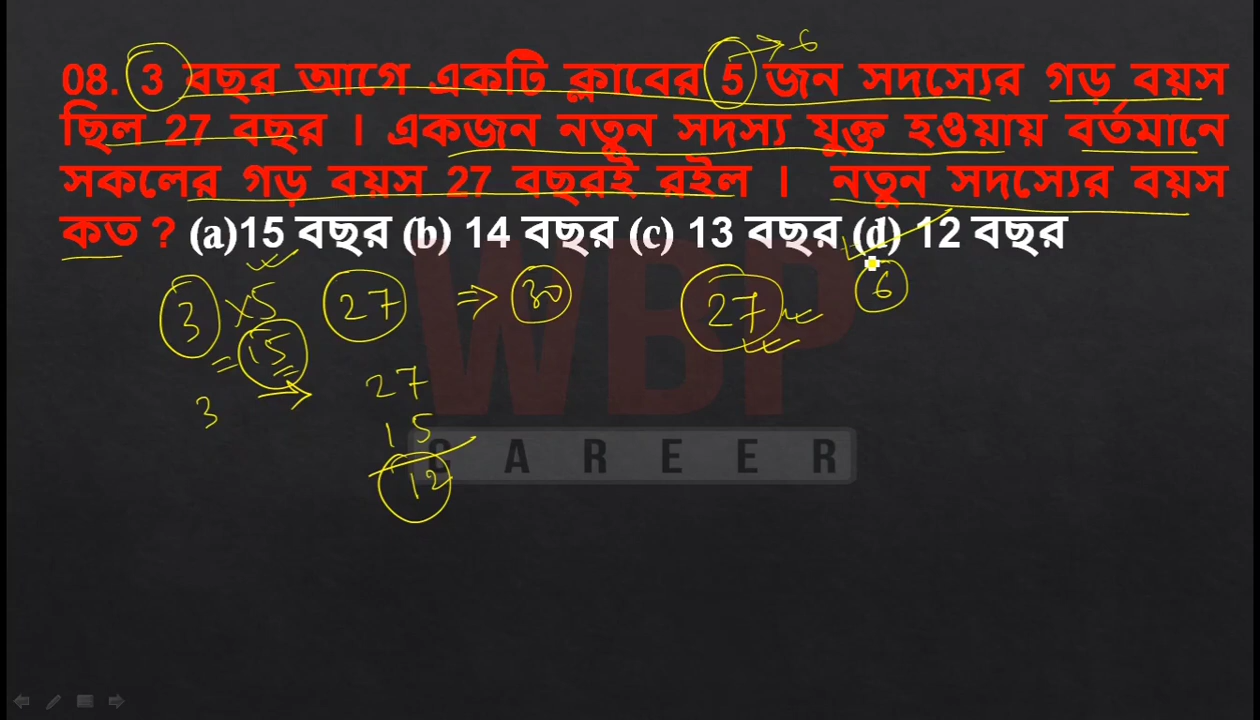 08. 3 বছর আগে একটি ক্লাবের 5 জন সদস্যের গড় বয়স
ছিল 27 বছর । একজন নতুন সদস্য যুক্ত হওয়ায় বর্তমানে
সকলের গড় বয়স 27 বছরই রইল । নতুন সদস্যের বয়স
কত ? (a)15 বছর (b) 14 বছর (c) 13 বছর (d) 12 বছর
6
3 ×5 27 ⇒ 30 27 6
= 15
3 → 27
15
12
WBP
CAREER